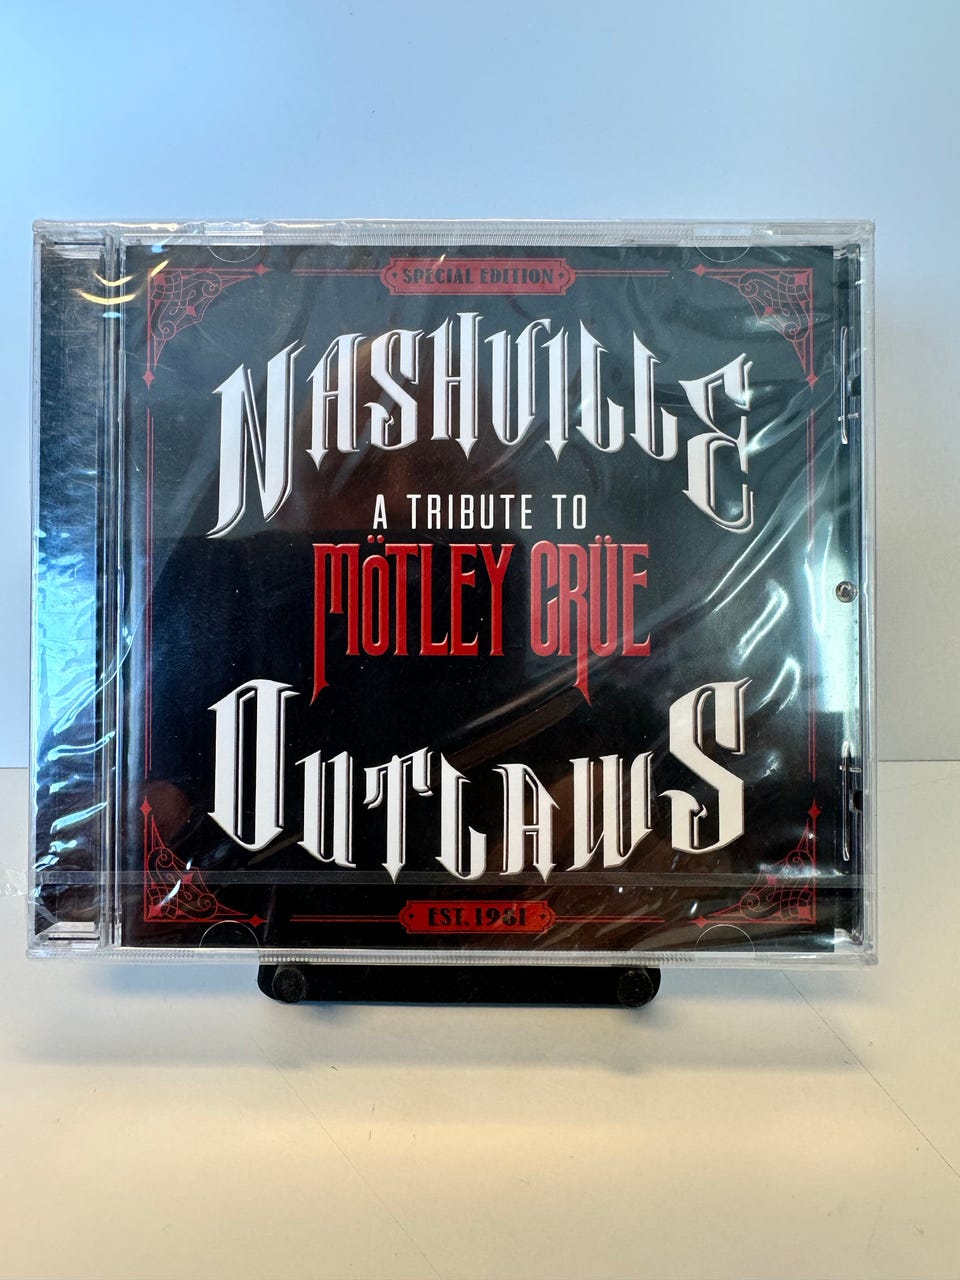 SPECIAL EDITION
NASHVILLE
A TRIBUTE TO
MÖTLEY CRÜE
OUTLAWS
EST. 1981